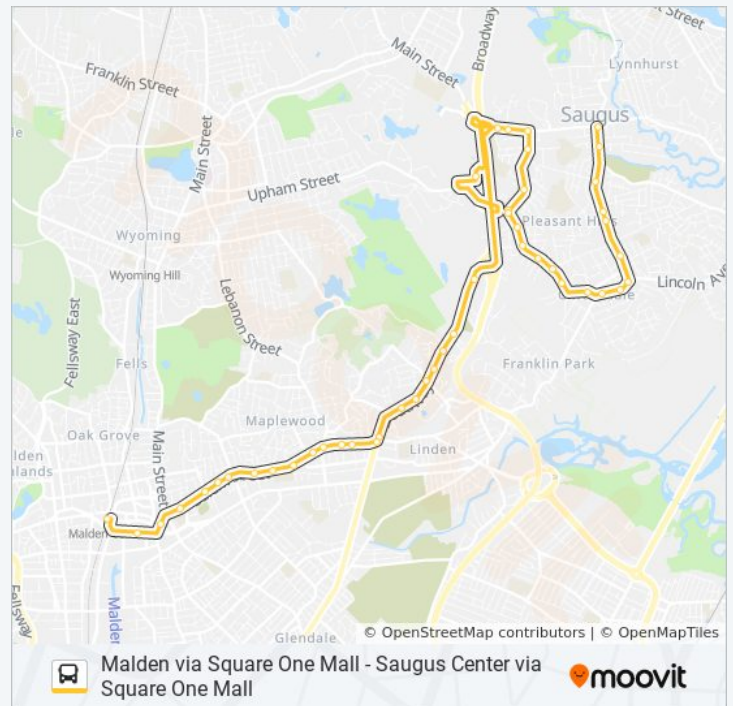 Street
Main Street
Broadway
Lynnhurst
Franklin Street
Saugus
Main Street
Upham Street
Pleasant Hills
Wyoming
Wyoming Hill
Lincoln Ave
Lebanon Street
Fellsway East
Franklin Park
Fells
Maplewood
Oak Grove
Main Street
Linden
Malden
Fellsway
Malden
Glendale
© OpenStreetMap contributors | © OpenMapTiles
Malden via Square One Mall - Saugus Center via
Square One Mall
moovit